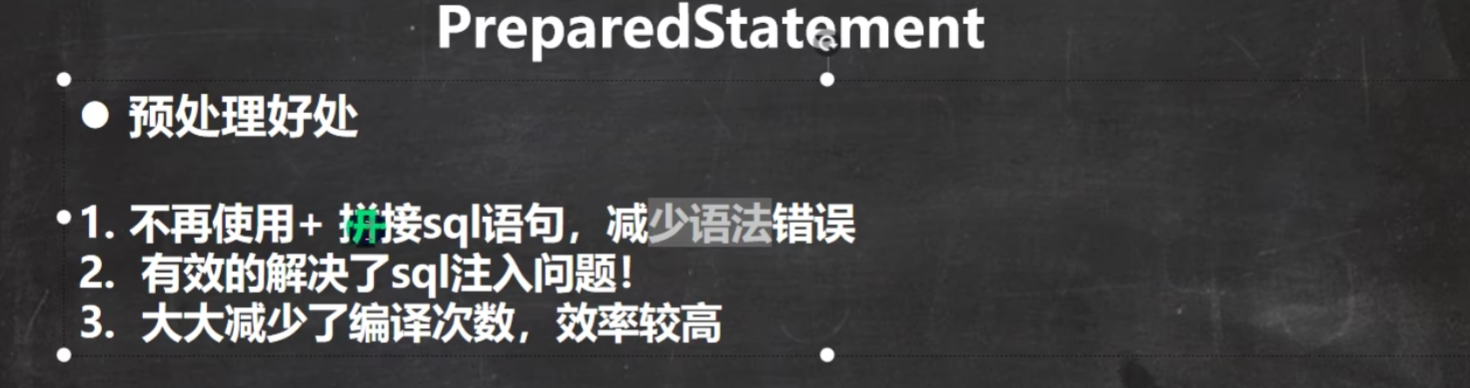 PreparedStatement
● 预处理好处
1. 不再使用+ 拼接sql语句，减少语法错误
2. 有效的解决了sql注入问题！
3. 大大减少了编译次数，效率较高